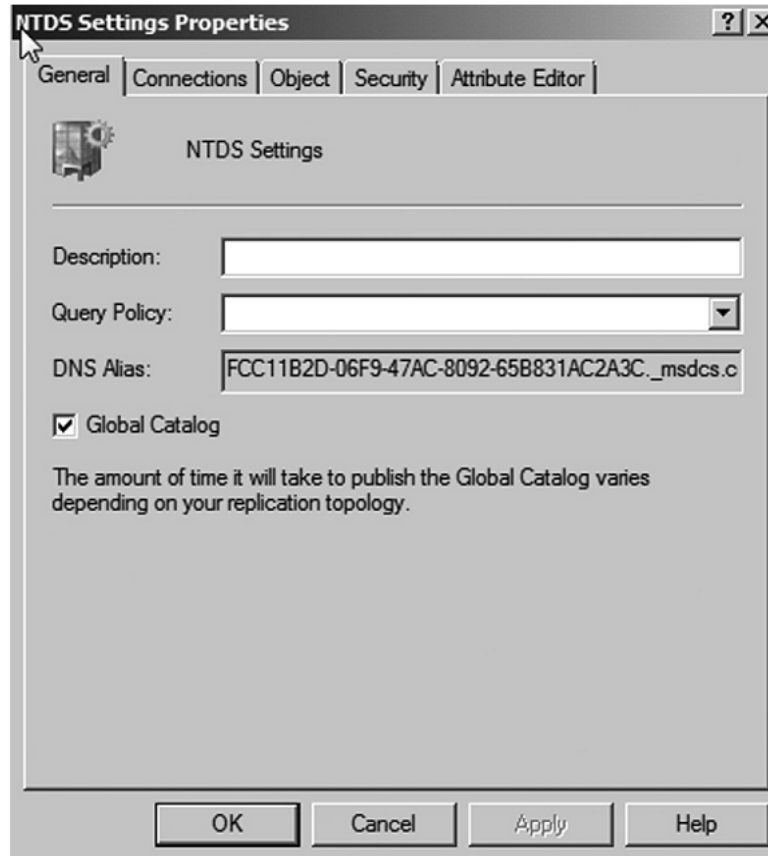 NTDS Settings Properties
General Connections Object Security Attribute Editor
NTDS Settings
Description:
Query Policy:
DNS Alias: FCC11B2D-06F9-47AC-8092-65B831AC2A3C._msdcs.c
Global Catalog
The amount of time it will take to publish the Global Catalog varies
depending on your replication topology.
OK Cancel Apply Help